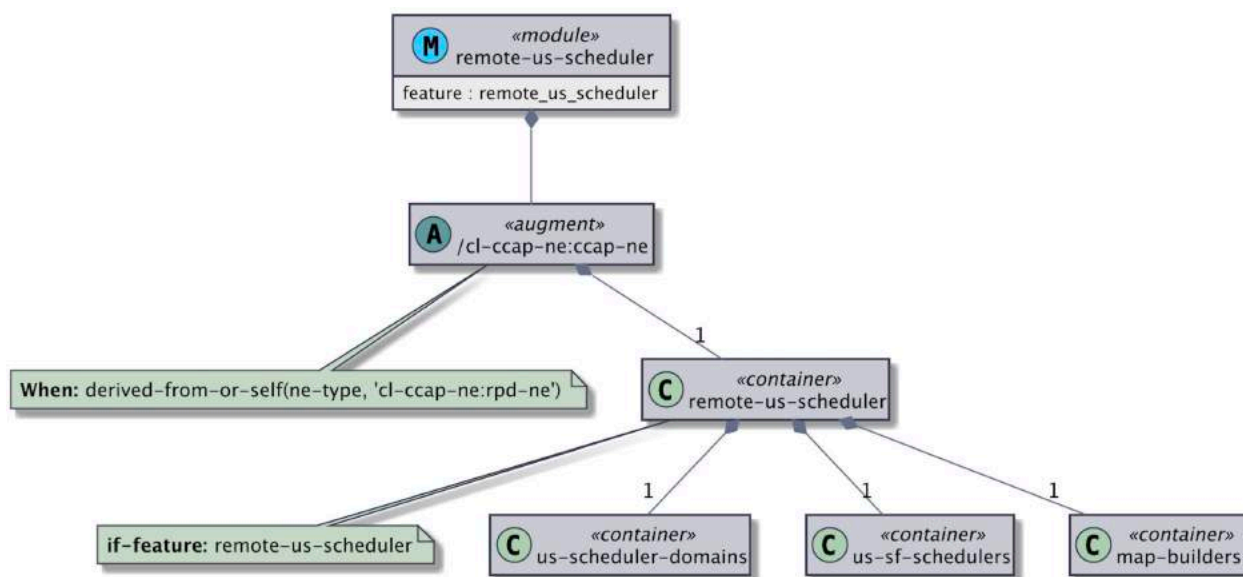 M
«module»
remote-us-scheduler
feature : remote_us_scheduler
A
«augment»
/cl-ccap-ne:ccap-ne
1
When: derived-from-or-self(ne-type, 'cl-ccap-ne:rpd-ne')
C
«container»
remote-us-scheduler
1
1
1
if-feature: remote-us-scheduler
C
«container»
us-scheduler-domains
C
«container»
us-sf-schedulers
C
«container»
map-builders